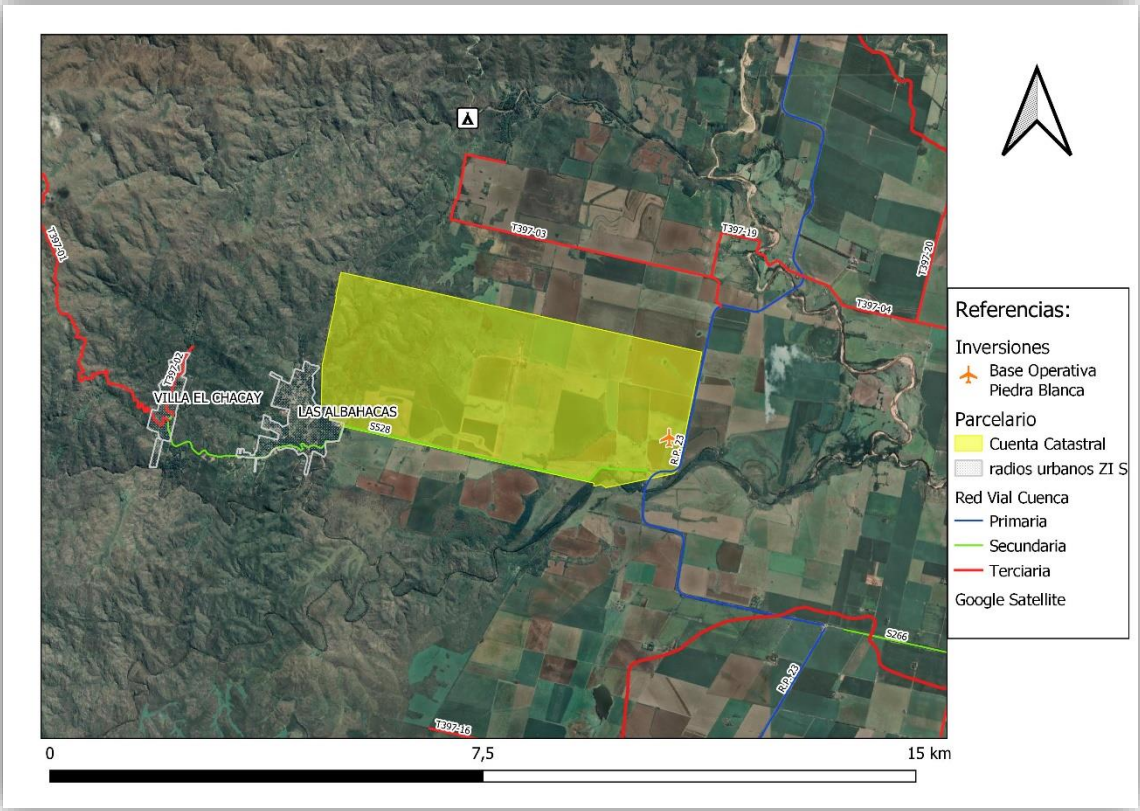 T397-01
T397-03
T397-19
T397-20
T397-04
T397-02
VILLA EL CHACAY
LAS ALBAHACAS
S528
R.P. 23
S266
R.P. 23
T397-16
0
7,5
15 km
Referencias:
Inversiones
Base Operativa
Piedra Blanca
Parcelario
Cuenta Catastral
radios urbanos ZI S
Red Vial Cuenca
Primaria
Secundaria
Terciaria
Google Satellite